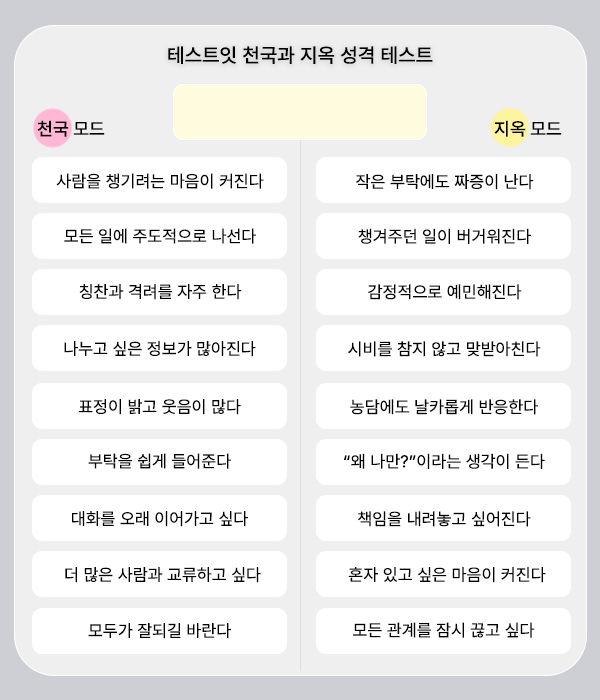 테스트잇 천국과 지옥 성격 테스트
천국 모드
지옥 모드
사람을 챙기려는 마음이 커진다
작은 부탁에도 짜증이 난다
모든 일에 주도적으로 나선다
챙겨주던 일이 버거워진다
칭찬과 격려를 자주 한다
감정적으로 예민해진다
나누고 싶은 정보가 많아진다
시비를 참지 않고 맞받아친다
표정이 밝고 웃음이 많다
농담에도 날카롭게 반응한다
부탁을 쉽게 들어준다
“왜 나만?”이라는 생각이 든다
대화를 오래 이어가고 싶다
책임을 내려놓고 싶어진다
더 많은 사람과 교류하고 싶다
혼자 있고 싶은 마음이 커진다
모두가 잘되길 바란다
모든 관계를 잠시 끊고 싶다